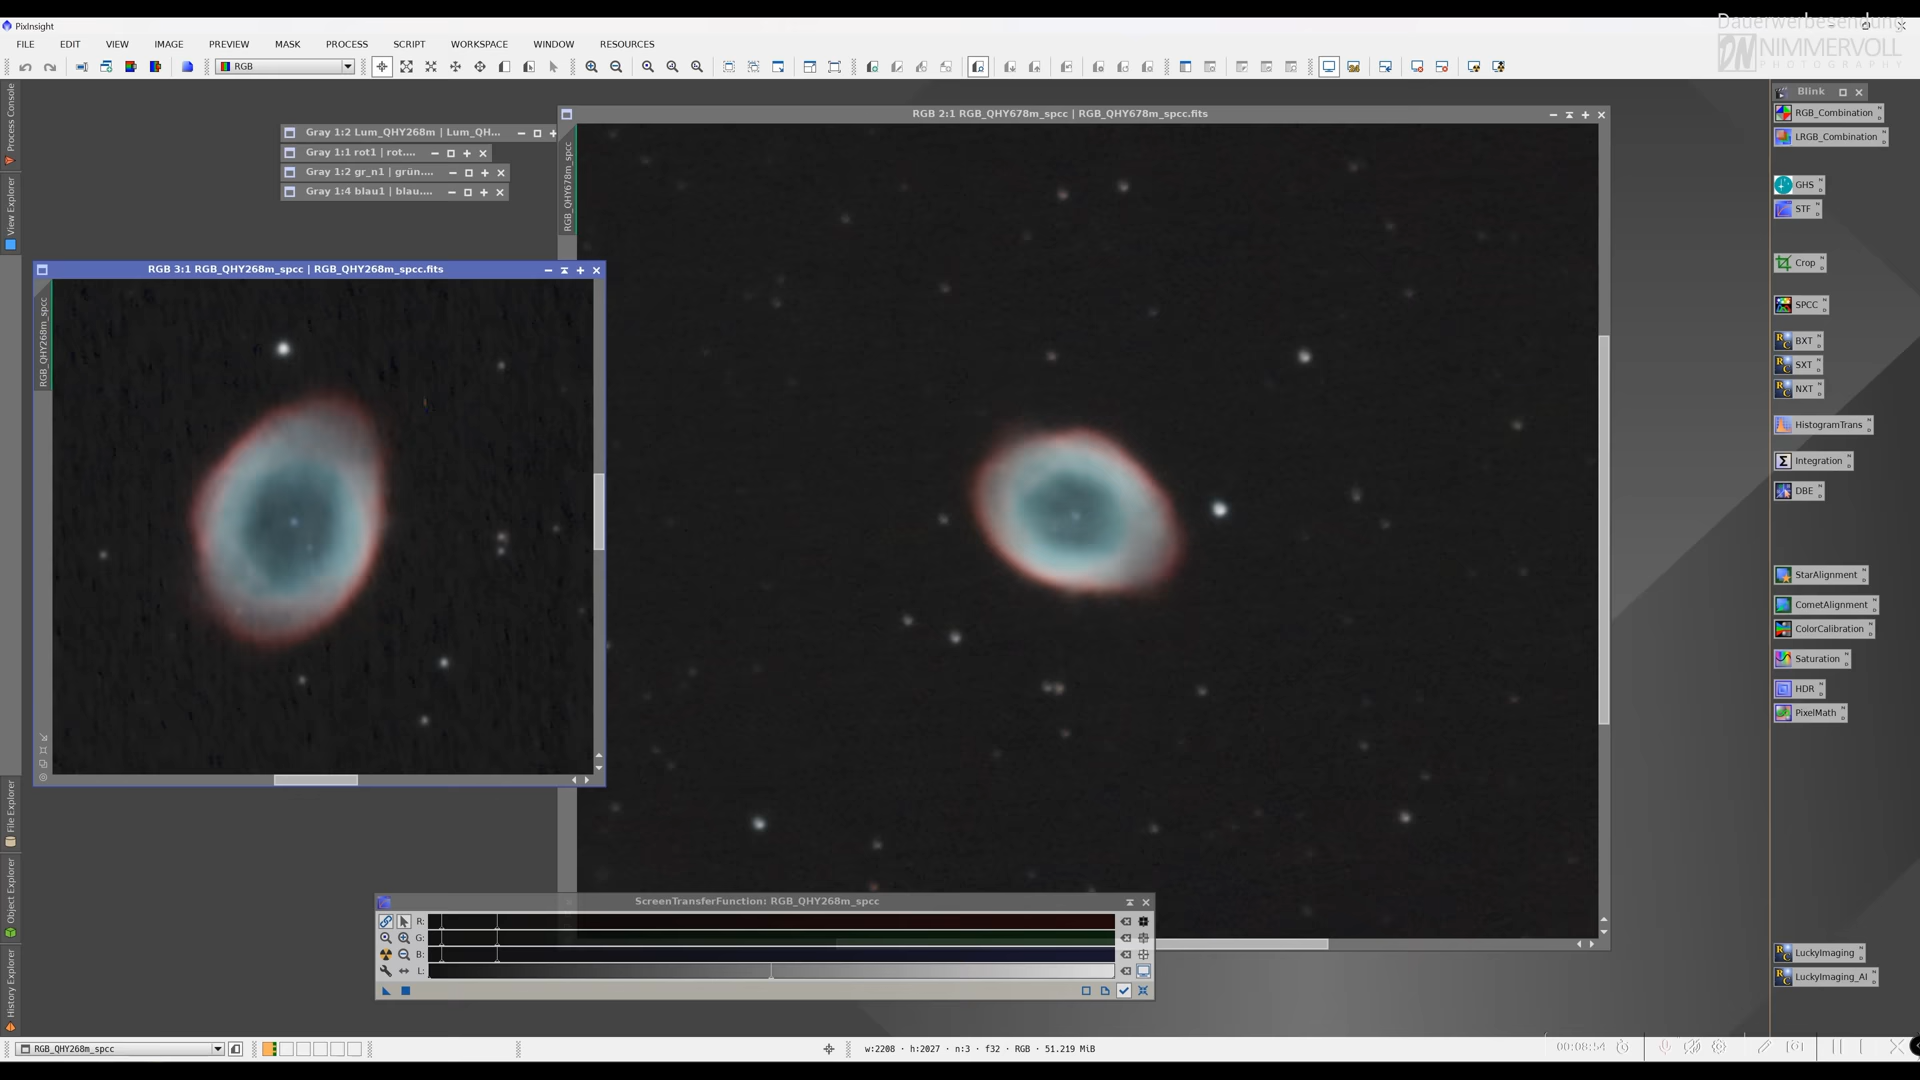 Dauerwerbesendung
PixInsight
FILE EDIT VIEW IMAGE PREVIEW MASK PROCESS SCRIPT WORKSPACE WINDOW RESOURCES
DN NIMMERVOLL
PHOTOGRAPHY
RGB
Process Console
View Explorer
File Explorer
Object Explorer
History Explorer
Gray 1:2 Lum_QHY268m | Lum_QH...
Gray 1:1 rot1 | rot....
Gray 1:2 gr_n1 | grün....
Gray 1:4 blau1 | blau....
RGB 2:1 RGB_QHY678m_spcc | RGB_QHY678m_spcc.fits
RGB_QHY678m_spcc
RGB 3:1 RGB_QHY268m_spcc | RGB_QHY268m_spcc.fits
RGB_QHY268m_spcc
Blink
RGB_Combination
LRGB_Combination
GHS
STF
Crop
SPCC
BXT
SXT
NXT
HistogramTrans
Integration
DBE
StarAlignment
CometAlignment
ColorCalibration
Saturation
HDR
PixelMath
LuckyImaging
LuckyImaging_AI
ScreenTransferFunction: RGB_QHY268m_spcc
R:
G:
B:
L:
RGB_QHY268m_spcc
w:2208 · h:2027 · n:3 · f32 · RGB · 51.219 MiB
00:08:54